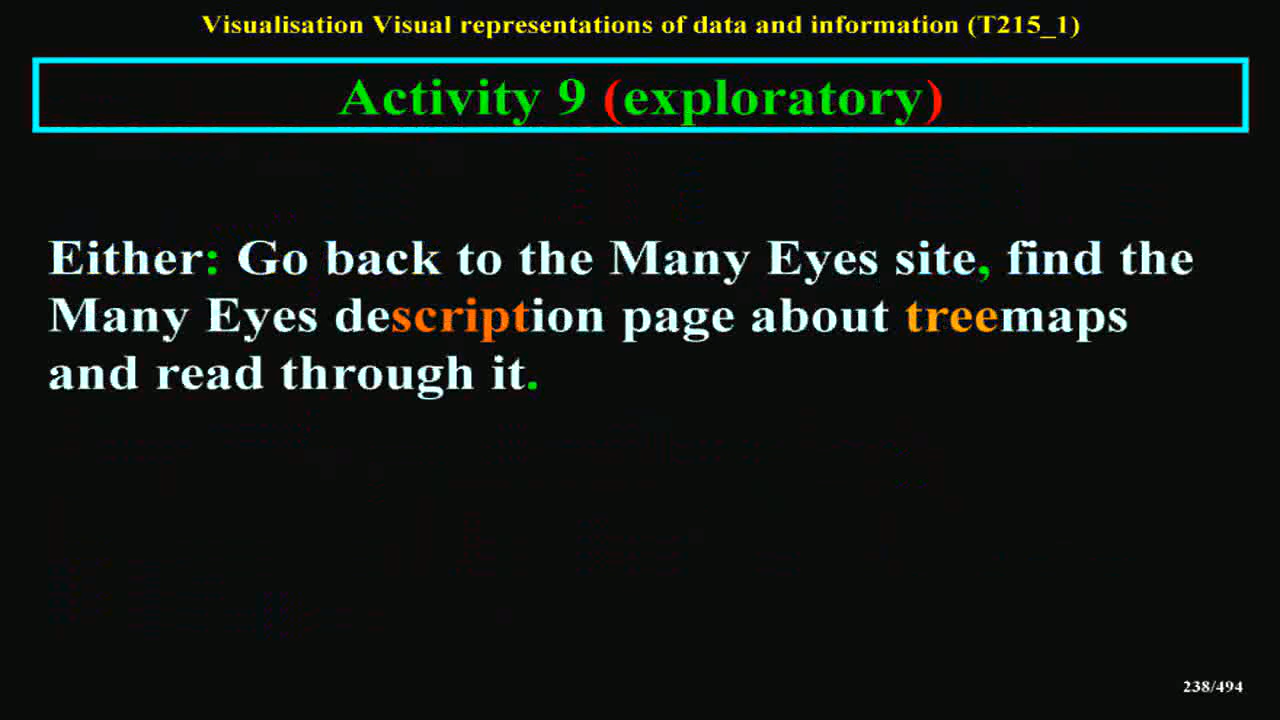 Visualisation Visual representations of data and information (T215_1)
Activity 9 (exploratory)
Either: Go back to the Many Eyes site, find the
Many Eyes description page about treemaps
and read through it.
238/494